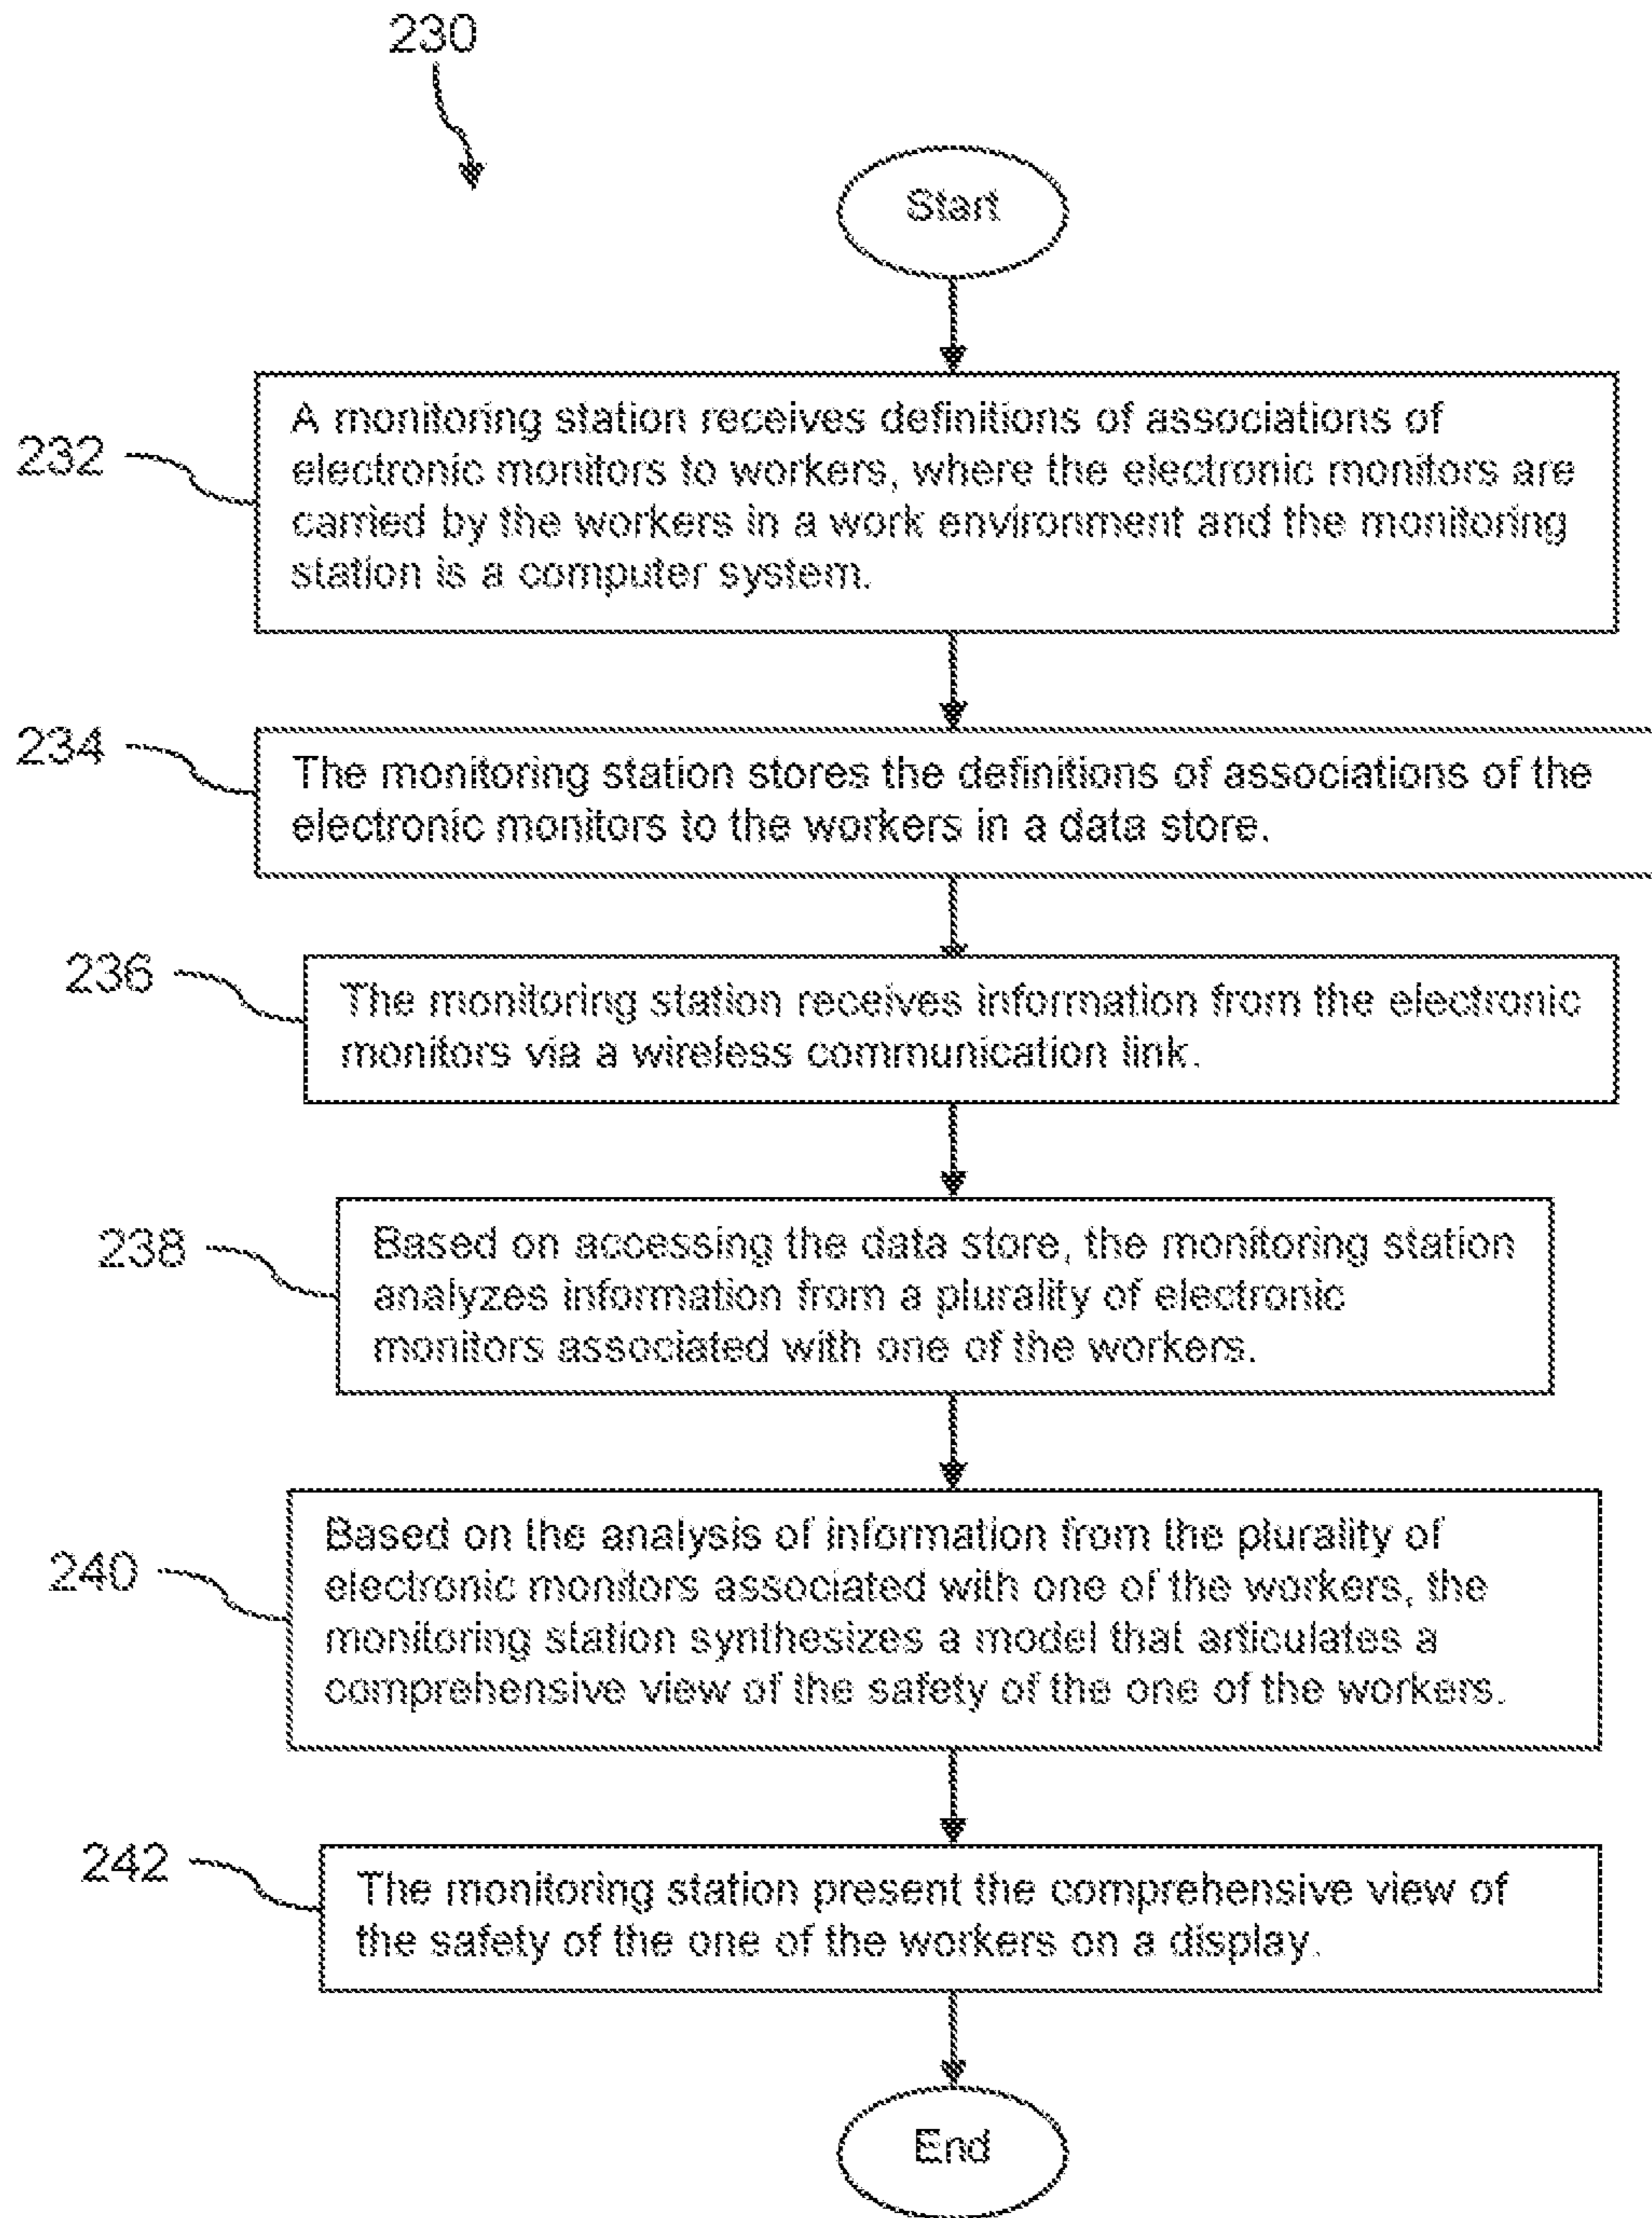 230
Start
232
A monitoring station receives definitions of associations of
electronic monitors to workers, where the electronic monitors are
carried by the workers in a work environment and the monitoring
station is a computer system.
234
The monitoring station stores the definitions of associations of the
electronic monitors to the workers in a data store.
236
The monitoring station receives information from the electronic
monitors via a wireless communication link.
238
Based on accessing the data store, the monitoring station
analyzes information from a plurality of electronic
monitors associated with one of the workers.
240
Based on the analysis of information from the plurality of
electronic monitors associated with one of the workers, the
monitoring station synthesizes a model that articulates a
comprehensive view of the safety of the one of the workers.
242
The monitoring station present the comprehensive view of
the safety of the one of the workers on a display.
End